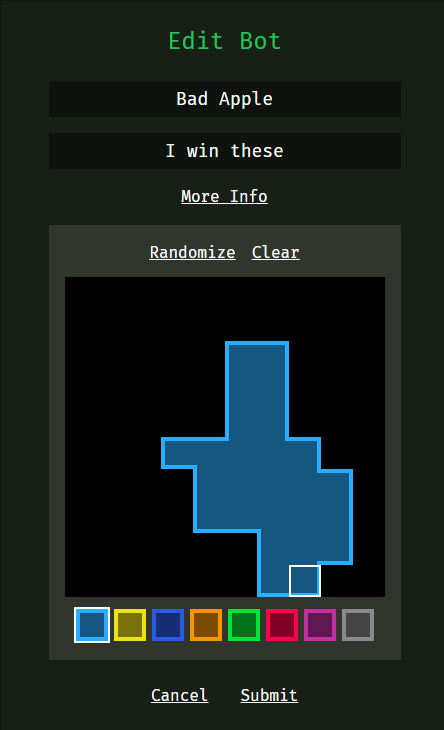 Edit Bot
Bad Apple
I win these
More Info
Randomize Clear
Cancel Submit